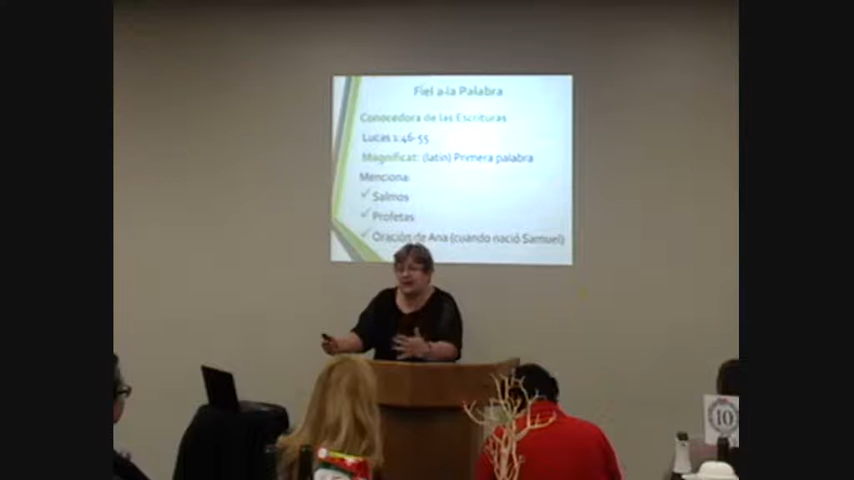 Fiel a la Palabra
Conocedora de las Escrituras
Lucas 1:46-55
Magnificat: (latin) Primera palabra
Menciona:
Salmos
Profetas
Oración de Ana (cuando nació Samuel)
10